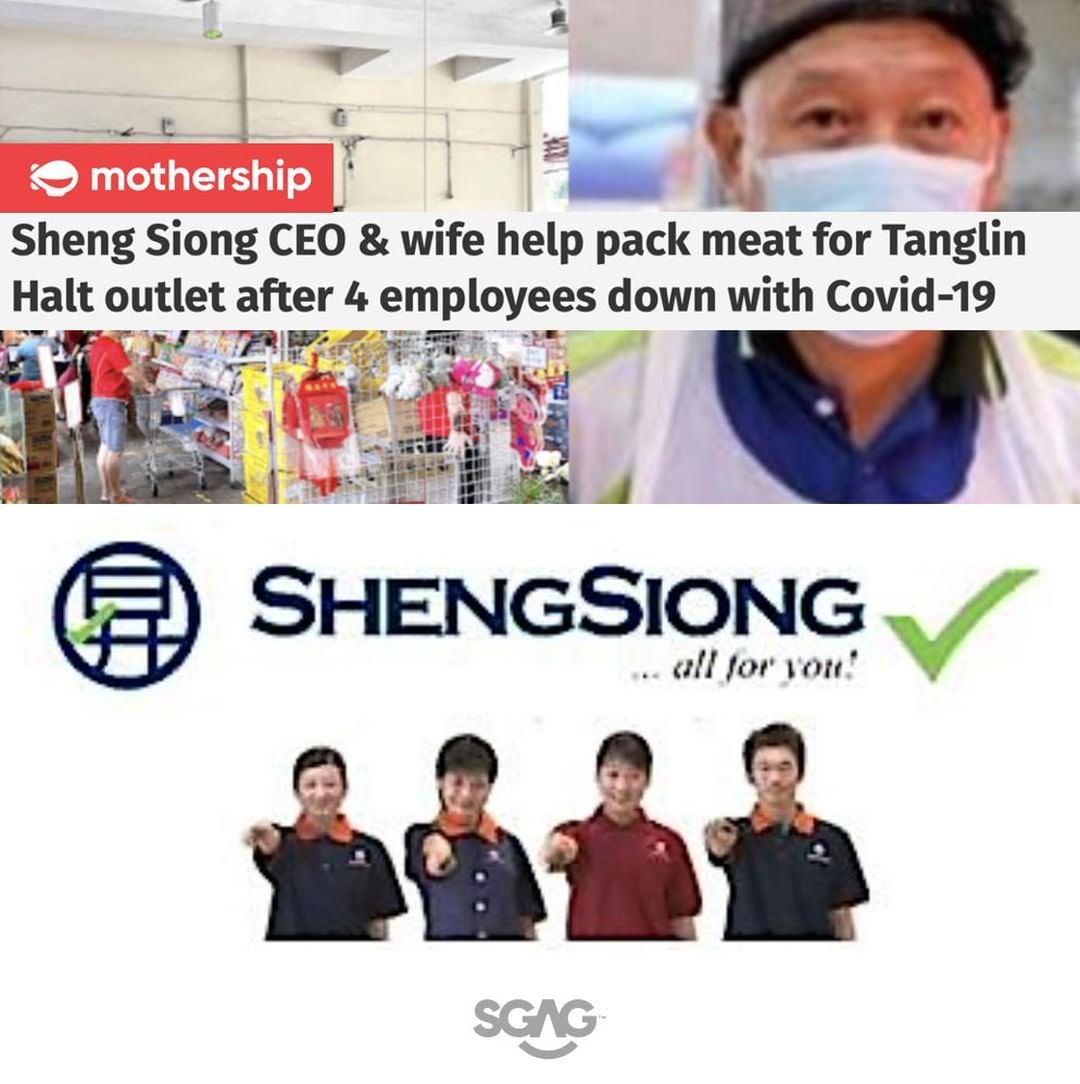 mothership
Sheng Siong CEO & wife help pack meat for Tanglin
Halt outlet after 4 employees down with Covid-19
SHENGSIONG
... all for you!
SGAG™